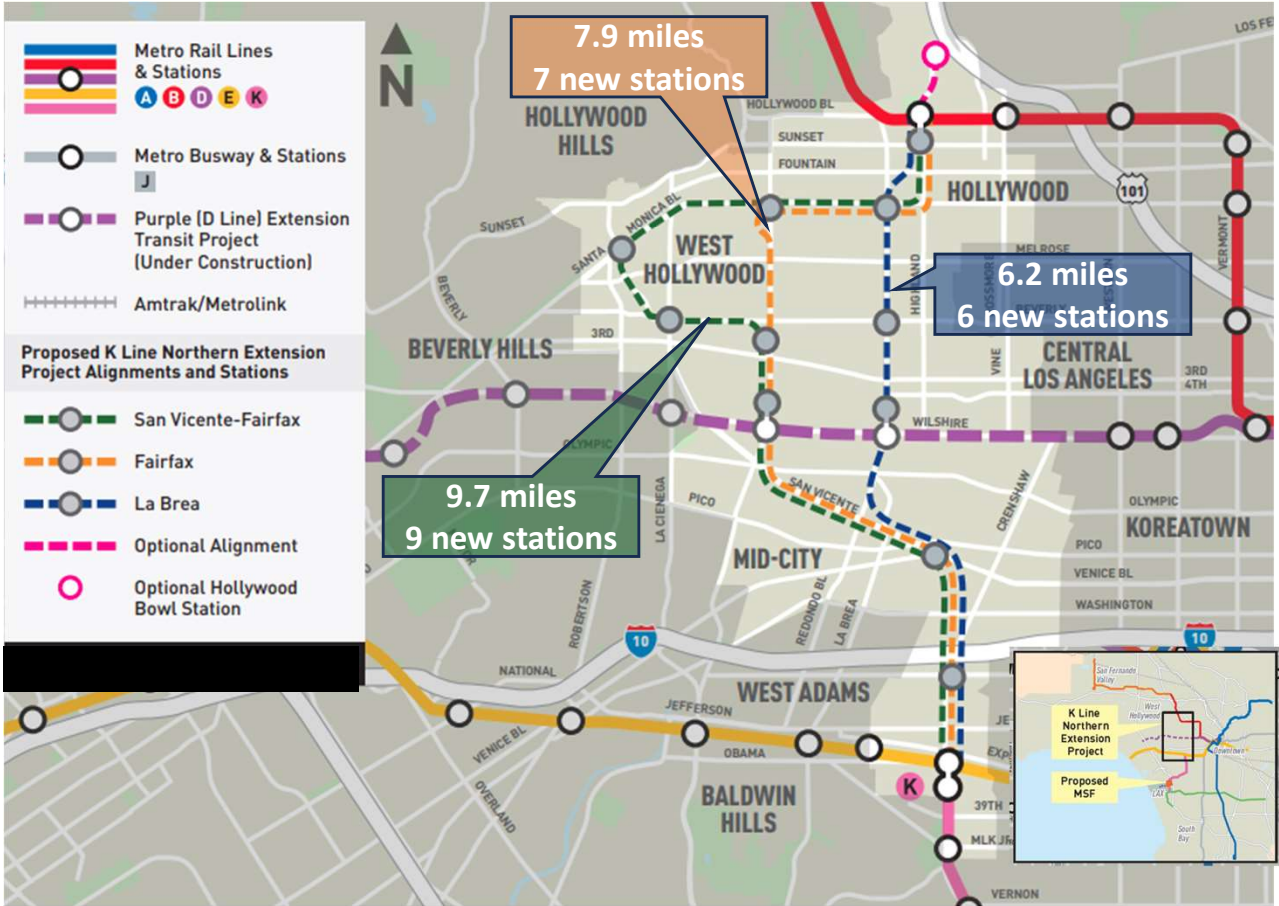 Metro Rail Lines
& Stations
A B D E K
Metro Busway & Stations
J
Purple (D Line) Extension
Transit Project
(Under Construction)
Amtrak/Metrolink
Proposed K Line Northern Extension
Project Alignments and Stations
San Vicente-Fairfax
Fairfax
La Brea
Optional Alignment
Optional Hollywood
Bowl Station
N
7.9 miles
7 new stations
6.2 miles
6 new stations
9.7 miles
9 new stations
HOLLYWOOD
HILLS
HOLLYWOOD BL
SUNSET
FOUNTAIN
HOLLYWOOD
101
VERMONT
SUNSET
SANTA MONICA BL
WEST
HOLLYWOOD
MELROSE
HIGHLAND
BEVERLY
BEVERLY HILLS
3RD
VINE
CENTRAL
LOS ANGELES
3RD
4TH
WILSHIRE
OLYMPIC
LA CIENEGA
PICO
SAN VICENTE
CRENSHAW
OLYMPIC
KOREATOWN
MID-CITY
PICO
VENICE BL
WASHINGTON
ROBERTSON
REDONDO BL
LA BREA
10
10
NATIONAL
WEST ADAMS
JEFFERSON
VENICE BL
OBAMA
OVERLAND
BALDWIN
HILLS
K
39TH
VERNON
San Fernando
Valley
West
Hollywood
K Line
Northern
Extension
Project
Downtown
Proposed
MSF
LAX
South
Bay